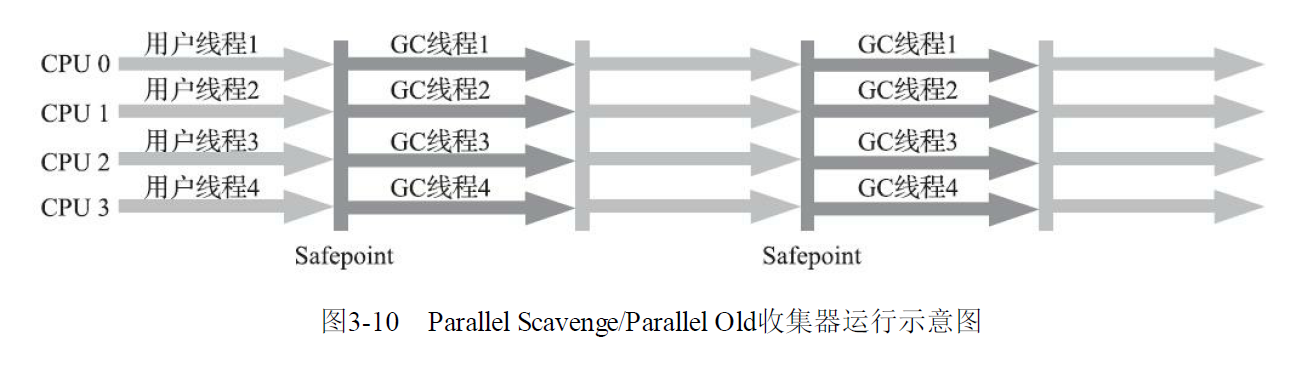 用户线程1 GC线程1 GC线程1
CPU 0
用户线程2 GC线程2 GC线程2
CPU 1
用户线程3 GC线程3 GC线程3
CPU 2
用户线程4 GC线程4 GC线程4
CPU 3
Safepoint Safepoint
图3-10 Parallel Scavenge/Parallel Old收集器运行示意图